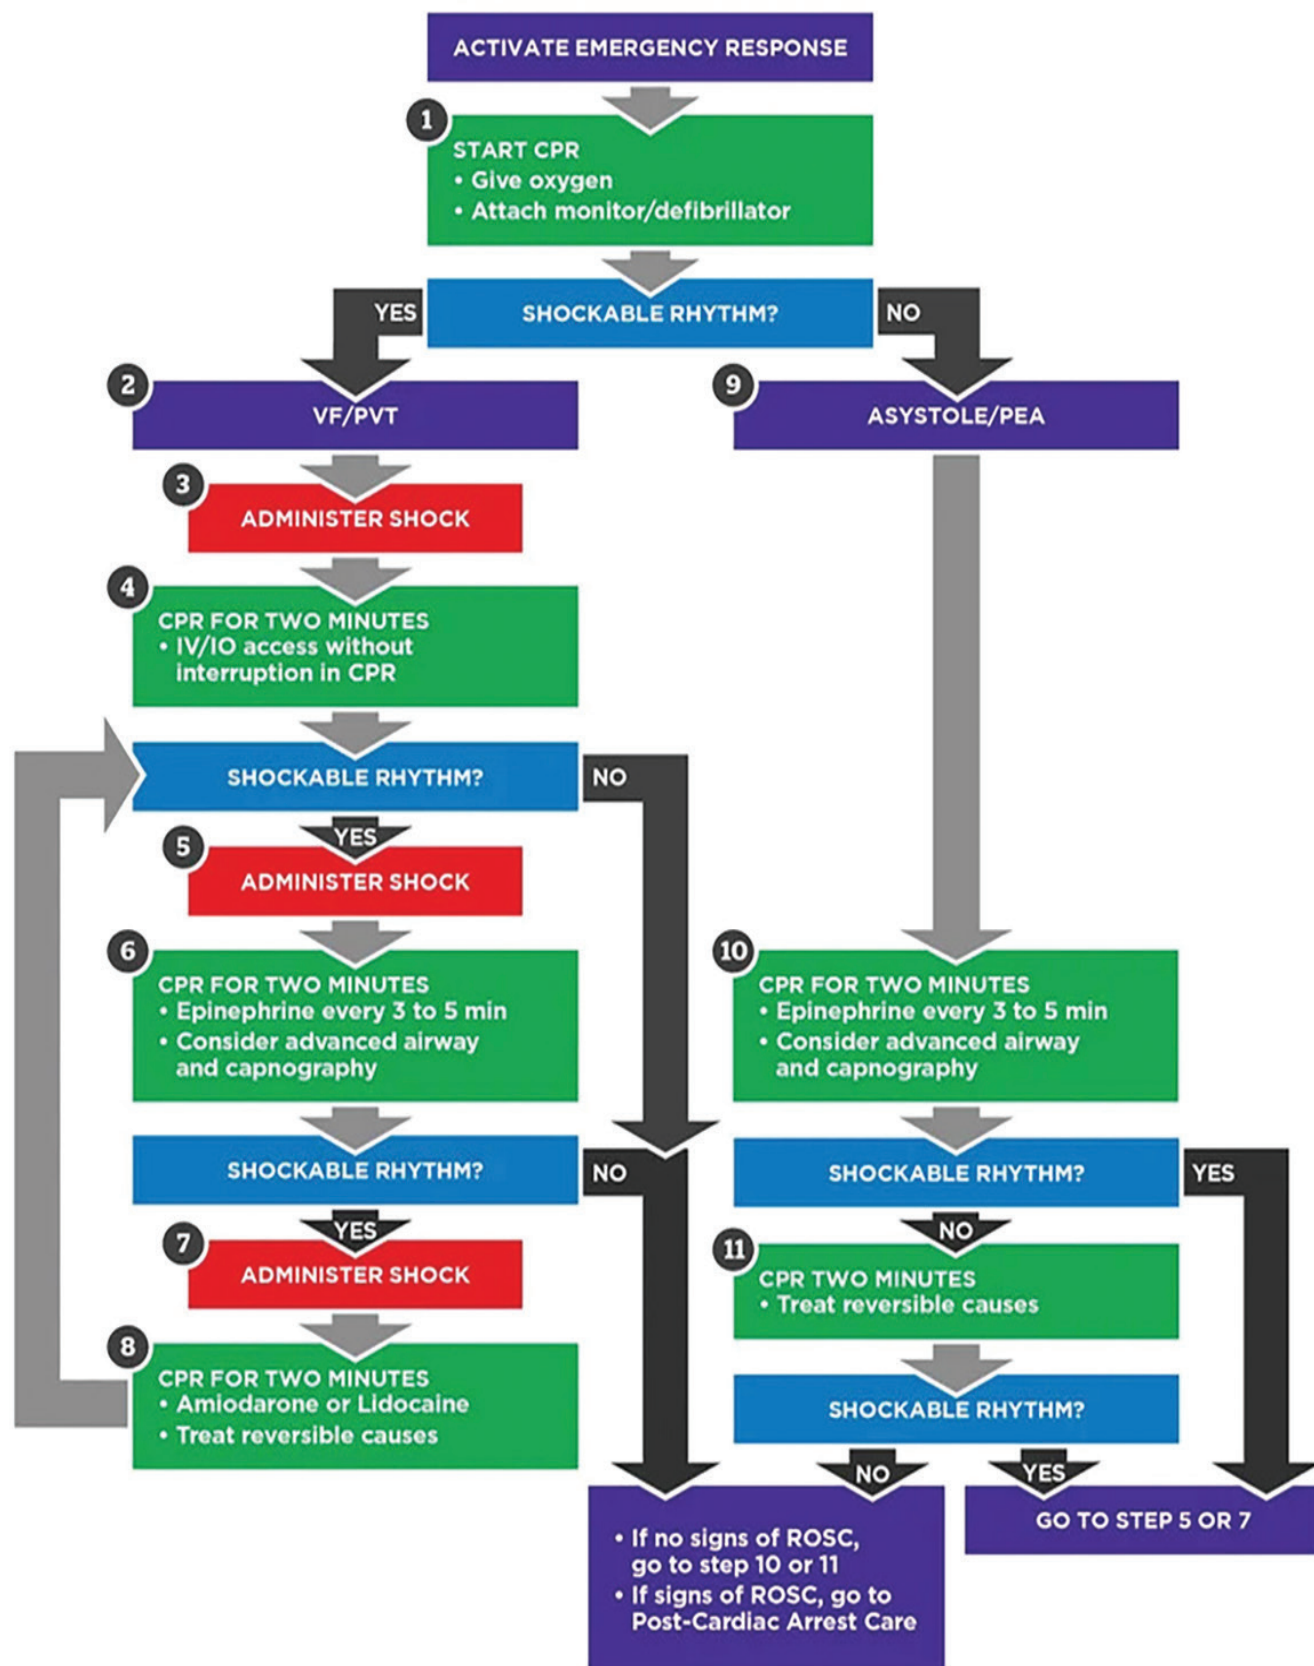 ACTIVATE EMERGENCY RESPONSE
1
START CPR
• Give oxygen
• Attach monitor/defibrillator
YES
SHOCKABLE RHYTHM?
NO
2
VF/PVT
9
ASYSTOLE/PEA
3
ADMINISTER SHOCK
4
CPR FOR TWO MINUTES
• IV/IO access without
interruption in CPR
SHOCKABLE RHYTHM?
NO
YES
5
ADMINISTER SHOCK
6
CPR FOR TWO MINUTES
• Epinephrine every 3 to 5 min
• Consider advanced airway
and capnography
10
CPR FOR TWO MINUTES
• Epinephrine every 3 to 5 min
• Consider advanced airway
and capnography
SHOCKABLE RHYTHM?
NO
SHOCKABLE RHYTHM?
YES
YES
7
ADMINISTER SHOCK
NO
11
CPR TWO MINUTES
• Treat reversible causes
8
CPR FOR TWO MINUTES
• Amiodarone or Lidocaine
• Treat reversible causes
SHOCKABLE RHYTHM?
NO
YES
• If no signs of ROSC,
go to step 10 or 11
• If signs of ROSC, go to
Post-Cardiac Arrest Care
GO TO STEP 5 OR 7